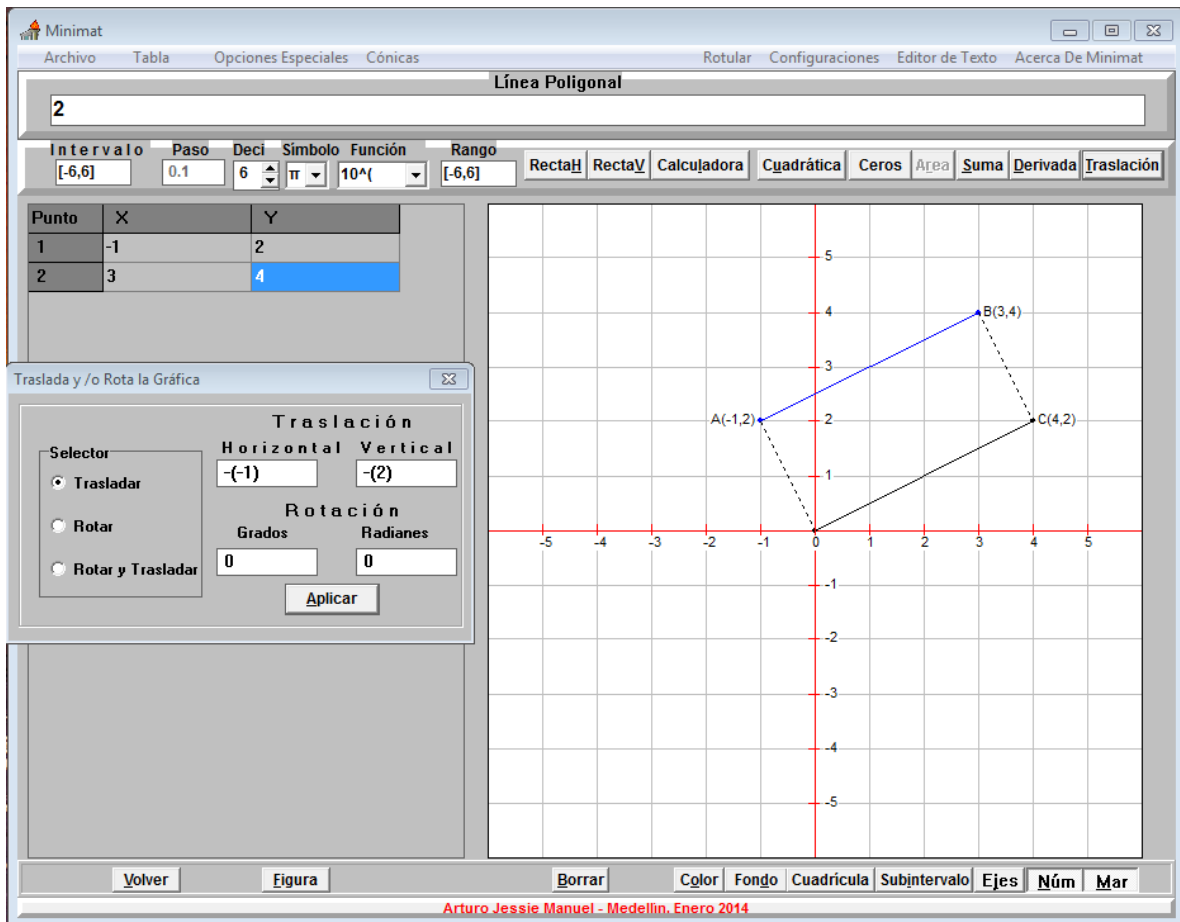 Minimat
Archivo Tabla Opciones Especiales Cónicas Rotular Configuraciones Editor de Texto Acerca De Minimat
Línea Poligonal
2
Intervalo Paso Deci Símbolo Función Rango
[-6,6] 0.1 6 π 10^( [-6,6] RectaH RectaV Calculadora Cuadrática Ceros Area Suma Derivada Traslación
Punto X Y
1 -1 2
2 3 4
Traslada y /o Rota la Gráfica
Traslación
Selector Horizontal Vertical
-(-1) -(2)
Trasladar
Rotación
Rotar Grados Radianes
0 0
Rotar y Trasladar
Aplicar
5
4 B(3,4)
3
A(-1,2) 2 C(4,2)
1
-5 -4 -3 -2 -1 0 1 2 3 4 5
-1
-2
-3
-4
-5
Volver Figura Borrar Color Fondo Cuadrícula Subintervalo Ejes Núm Mar
Arturo Jessie Manuel - Medellin. Enero 2014